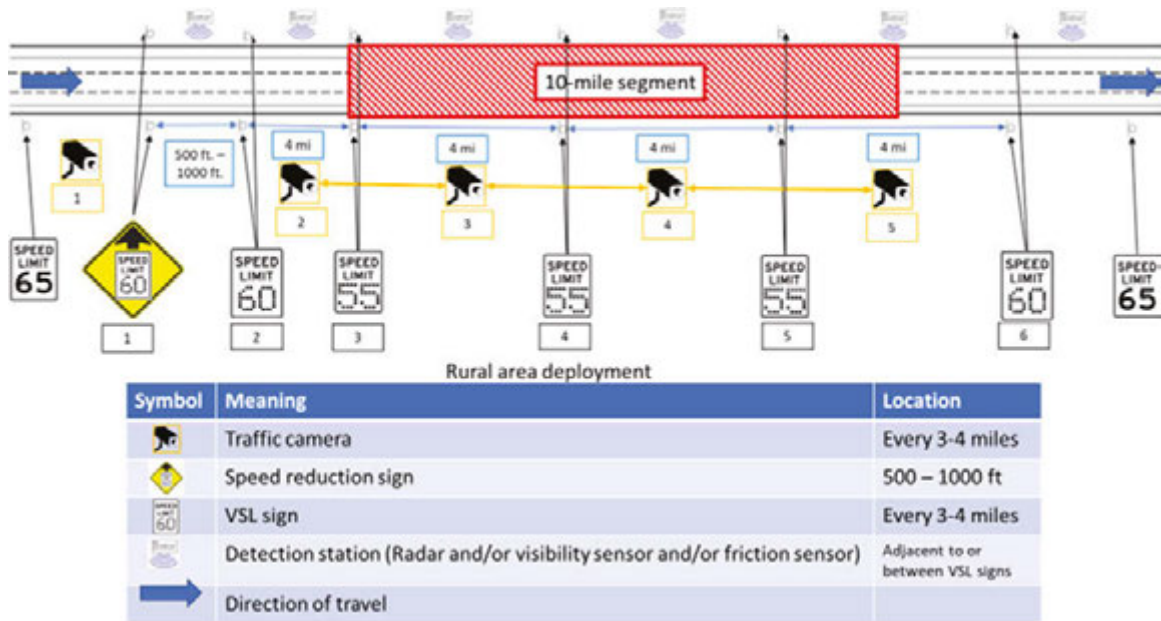 10-mile segment
500 ft. –
1000 ft.
4 mi
4 mi
4 mi
4 mi
1
2
3
4
5
SPEED
LIMIT
65
SPEED
LIMIT
60
SPEED
LIMIT
60
SPEED
LIMIT
55
SPEED
LIMIT
55
SPEED
LIMIT
55
SPEED
LIMIT
60
SPEED
LIMIT
65
1
2
3
4
5
6
Rural area deployment
Symbol Meaning Location
Traffic camera Every 3-4 miles
Speed reduction sign 500 – 1000 ft
SPEED
LIMIT
60
VSL sign Every 3-4 miles
Detection station (Radar and/or visibility sensor and/or friction sensor) Adjacent to or
between VSL signs
Direction of travel